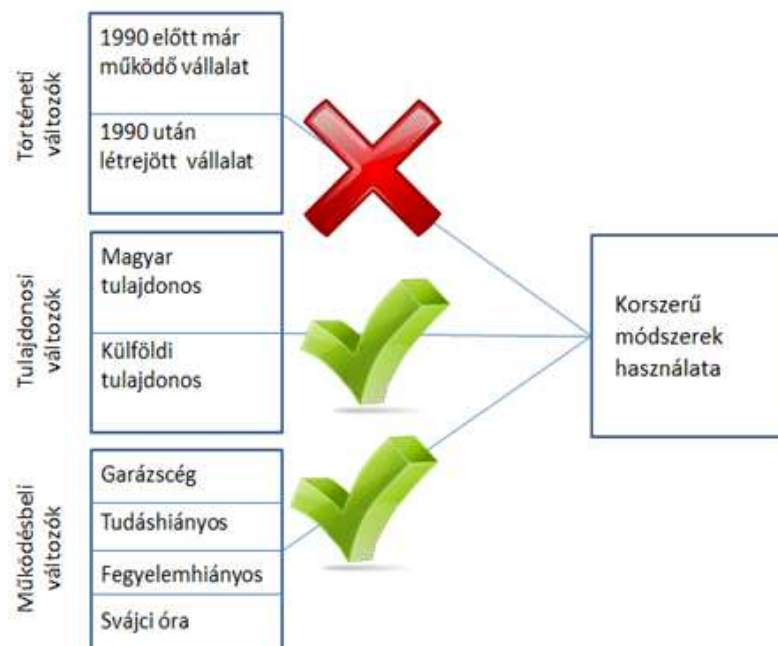 Történeti
változók
1990 előtt már
működő vállalat
1990 után
létrejött vállalat
Tulajdonosi
változók
Magyar
tulajdonos
Külföldi
tulajdonos
Működésbeli
változók
Garázscég
Tudáshiányos
Fegyelemhiányos
Svájci óra
Korszerű
módszerek
használata